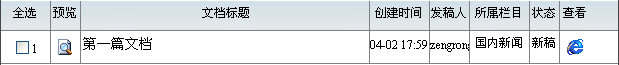 全选 预览 文档标题 创建时间 发稿人 所属栏目 状态 查看
1 第一篇文档 04-02 17:59 zengrong 国内新闻 新稿